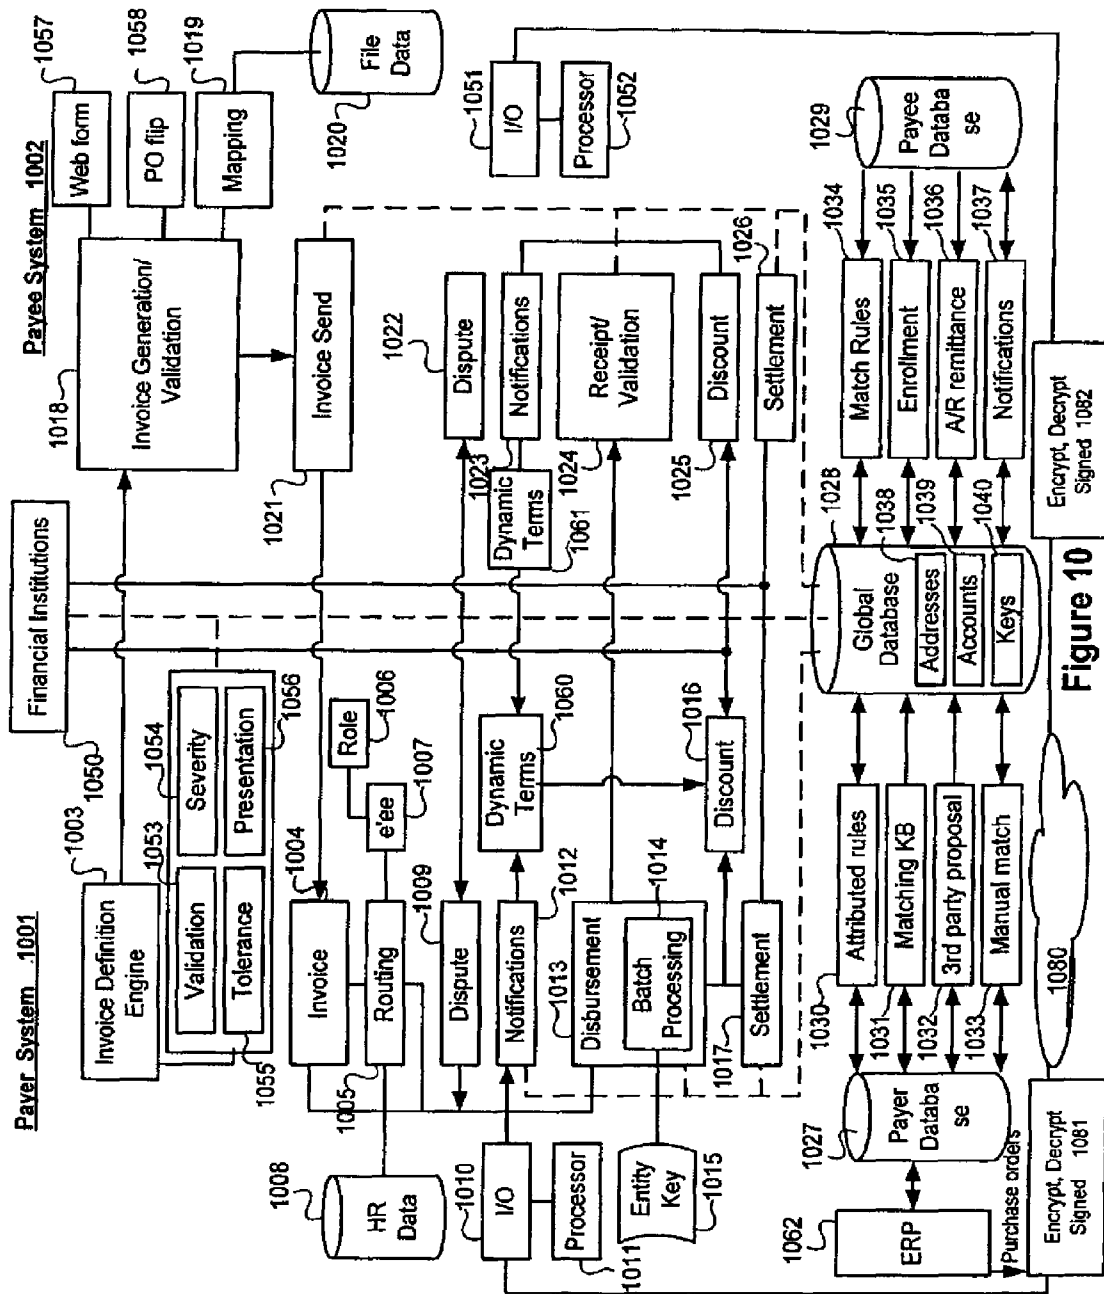 Payer System 1001
Payee System 1002
Financial Institutions
1050
1003
Invoice Definition
Engine
1053
Validation
1054
Severity
Tolerance
1055
Presentation
1056
1018
Invoice Generation/
Validation
Web form
1057
PO flip
1058
Mapping
1019
File
Data
1020
Invoice Send
1021
1004
Invoice
Routing
1005
e'ee
1007
Role
1006
HR
Data
1008
1009
Dispute
Dispute
1022
I/O
1010
Processor
1011
Notifications
1012
Dynamic
Terms
1060
Dynamic
Terms
1061
Notifications
1023
I/O
1051
Processor
1052
Disbursement
1013
Batch
Processing
1014
Entity
Key
1015
Receipt/
Validation
1024
Discount
1016
Discount
1025
1017
Settlement
Settlement
1026
ERP
1062
Purchase orders
Payer
Databa
se
1027
Attributed rules
1030
Matching KB
1031
3rd party proposal
1032
Manual match
1033
Global
Database
1028
Addresses
1038
Accounts
1039
Keys
1040
Match Rules
1034
Enrollment
1035
A/R remittance
1036
Notifications
1037
Payee
Databa
se
1029
Encrypt, Decrypt
Signed 1081
1080
Encrypt, Decrypt
Signed 1082
Figure 10